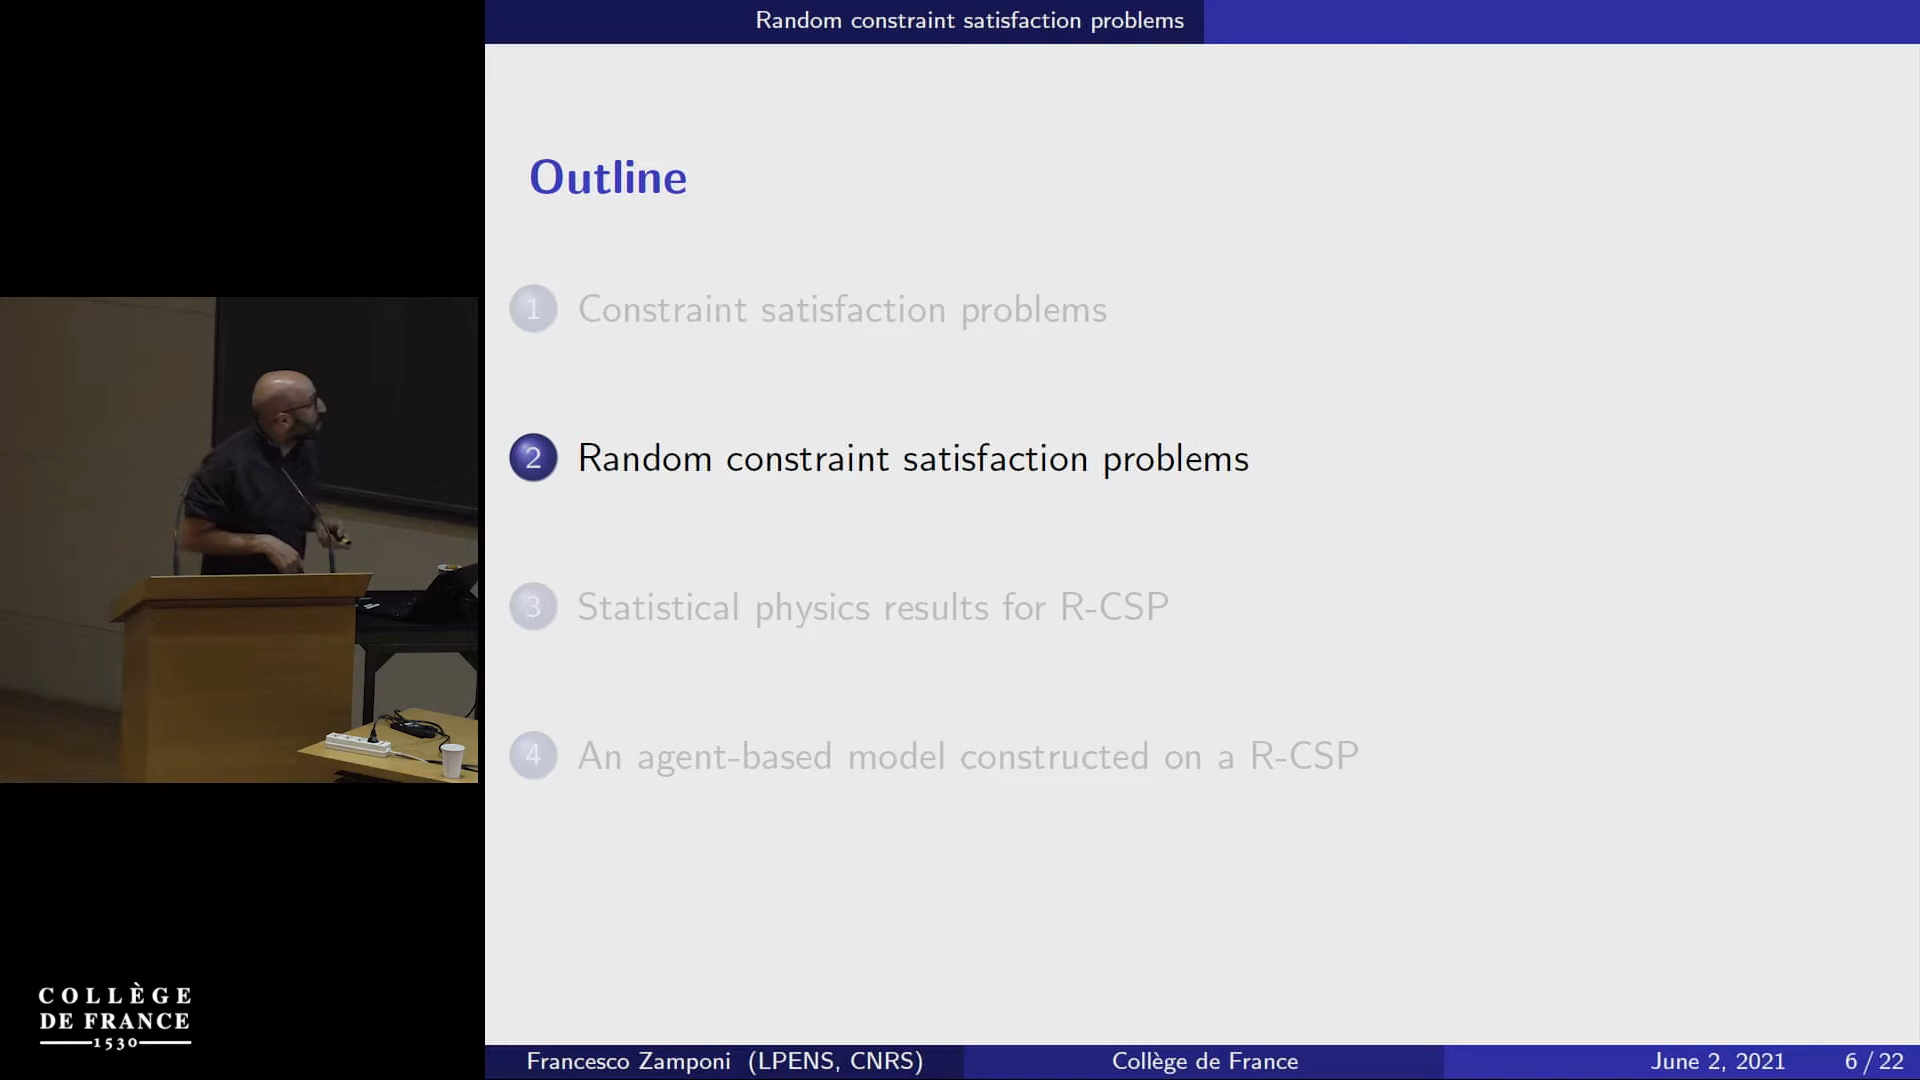 Random constraint satisfaction problems
Outline
1 Constraint satisfaction problems
2 Random constraint satisfaction problems
3 Statistical physics results for R-CSP
4 An agent-based model constructed on a R-CSP
COLLÈGE
DE FRANCE
1530
Francesco Zamponi (LPENS, CNRS) Collège de France June 2, 2021 6 / 22